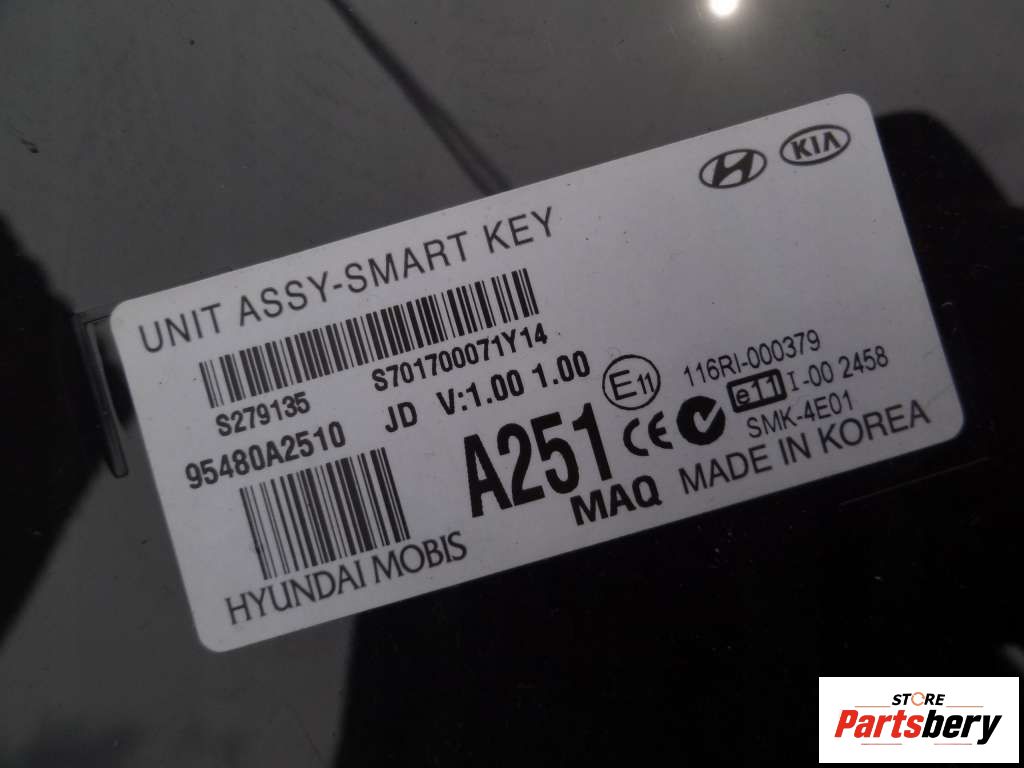 KIA
UNIT ASSY-SMART KEY
S279135 S701700071Y14
95480A2510 JD V:1.00 1.00
A251
E11
116RI-000379
e11 I-00 2458
SMK-4E01
CE
MAQ MADE IN KOREA
HYUNDAI MOBIS
STORE
Partsbery